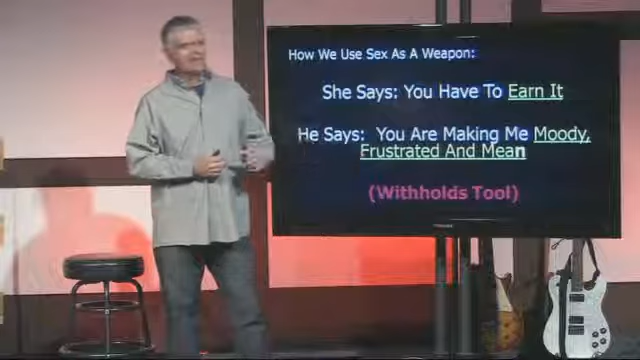 How We Use Sex As A Weapon:
She Says: You Have To Earn It
He Says: You Are Making Me Moody,
Frustrated And Mean
(Withholds Tool)